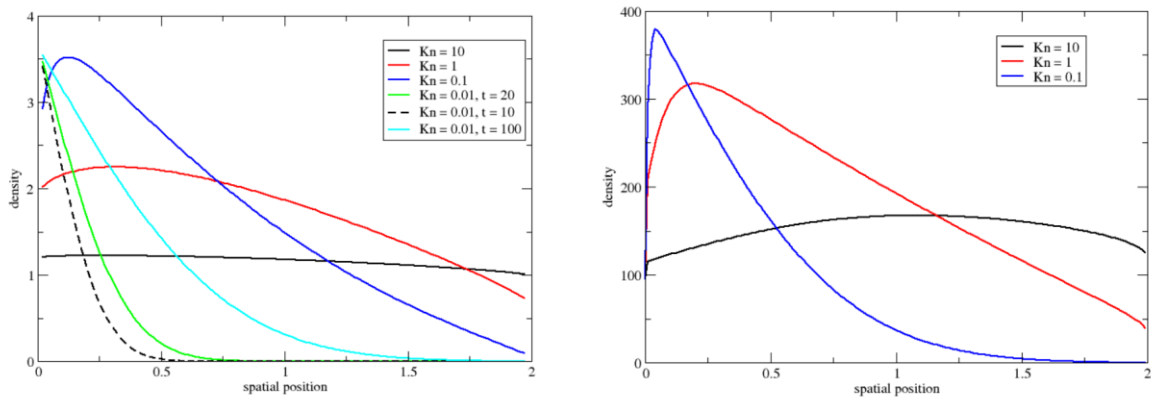 4
3
2
1
0
density
0
0.5
1
1.5
2
spatial position
Kn = 10
Kn = 1
Kn = 0.1
Kn = 0.01, t = 20
Kn = 0.01, t = 10
Kn = 0.01, t = 100
400
300
200
100
0
density
0
0.5
1
1.5
2
spatial position
Kn = 10
Kn = 1
Kn = 0.1